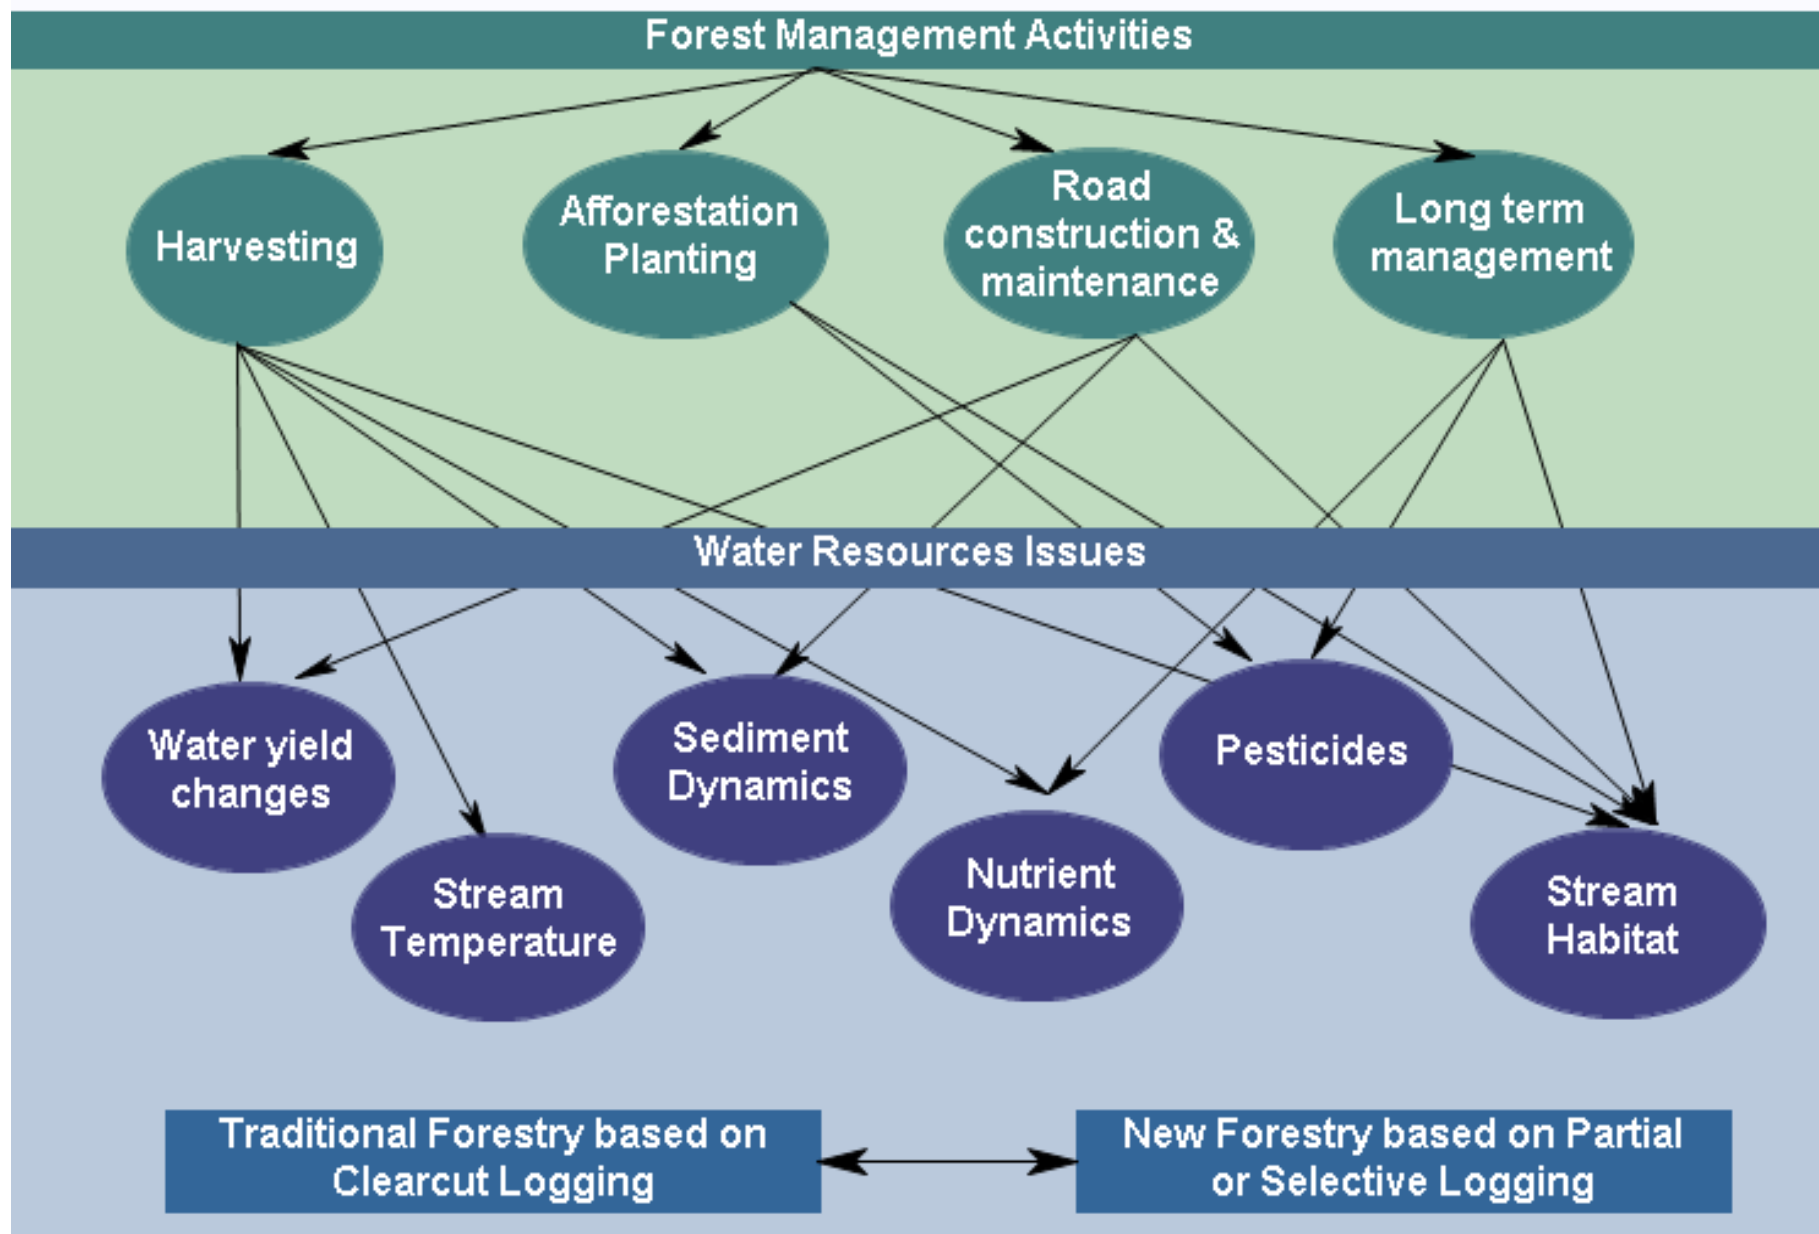 Forest Management Activities
Harvesting
Afforestation
Planting
Road
construction &
maintenance
Long term
management
Water Resources Issues
Water yield
changes
Stream
Temperature
Sediment
Dynamics
Nutrient
Dynamics
Pesticides
Stream
Habitat
Traditional Forestry based on
Clearcut Logging
New Forestry based on Partial
or Selective Logging